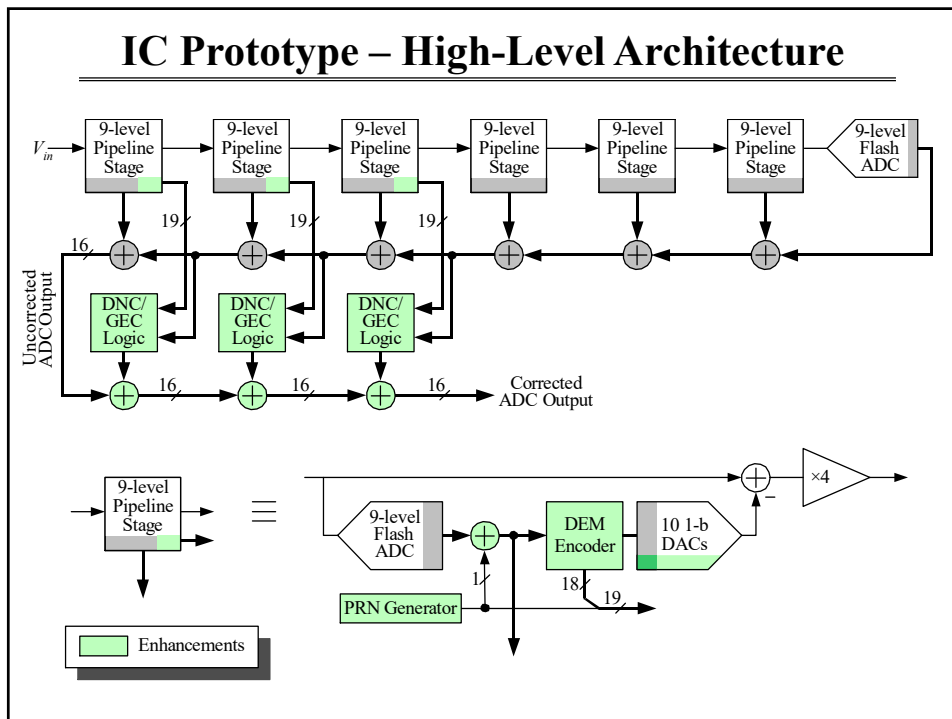 IC Prototype – High-Level Architecture
V_in
9-level
Pipeline
Stage
9-level
Pipeline
Stage
9-level
Pipeline
Stage
9-level
Pipeline
Stage
9-level
Pipeline
Stage
9-level
Pipeline
Stage
9-level
Flash
ADC
19
19
19
16
Uncorrected
ADC Output
DNC/
GEC
Logic
DNC/
GEC
Logic
DNC/
GEC
Logic
16
16
16
Corrected
ADC Output
9-level
Pipeline
Stage
≡
9-level
Flash
ADC
DEM
Encoder
10 1-b
DACs
×4
1
18
19
PRN Generator
Enhancements